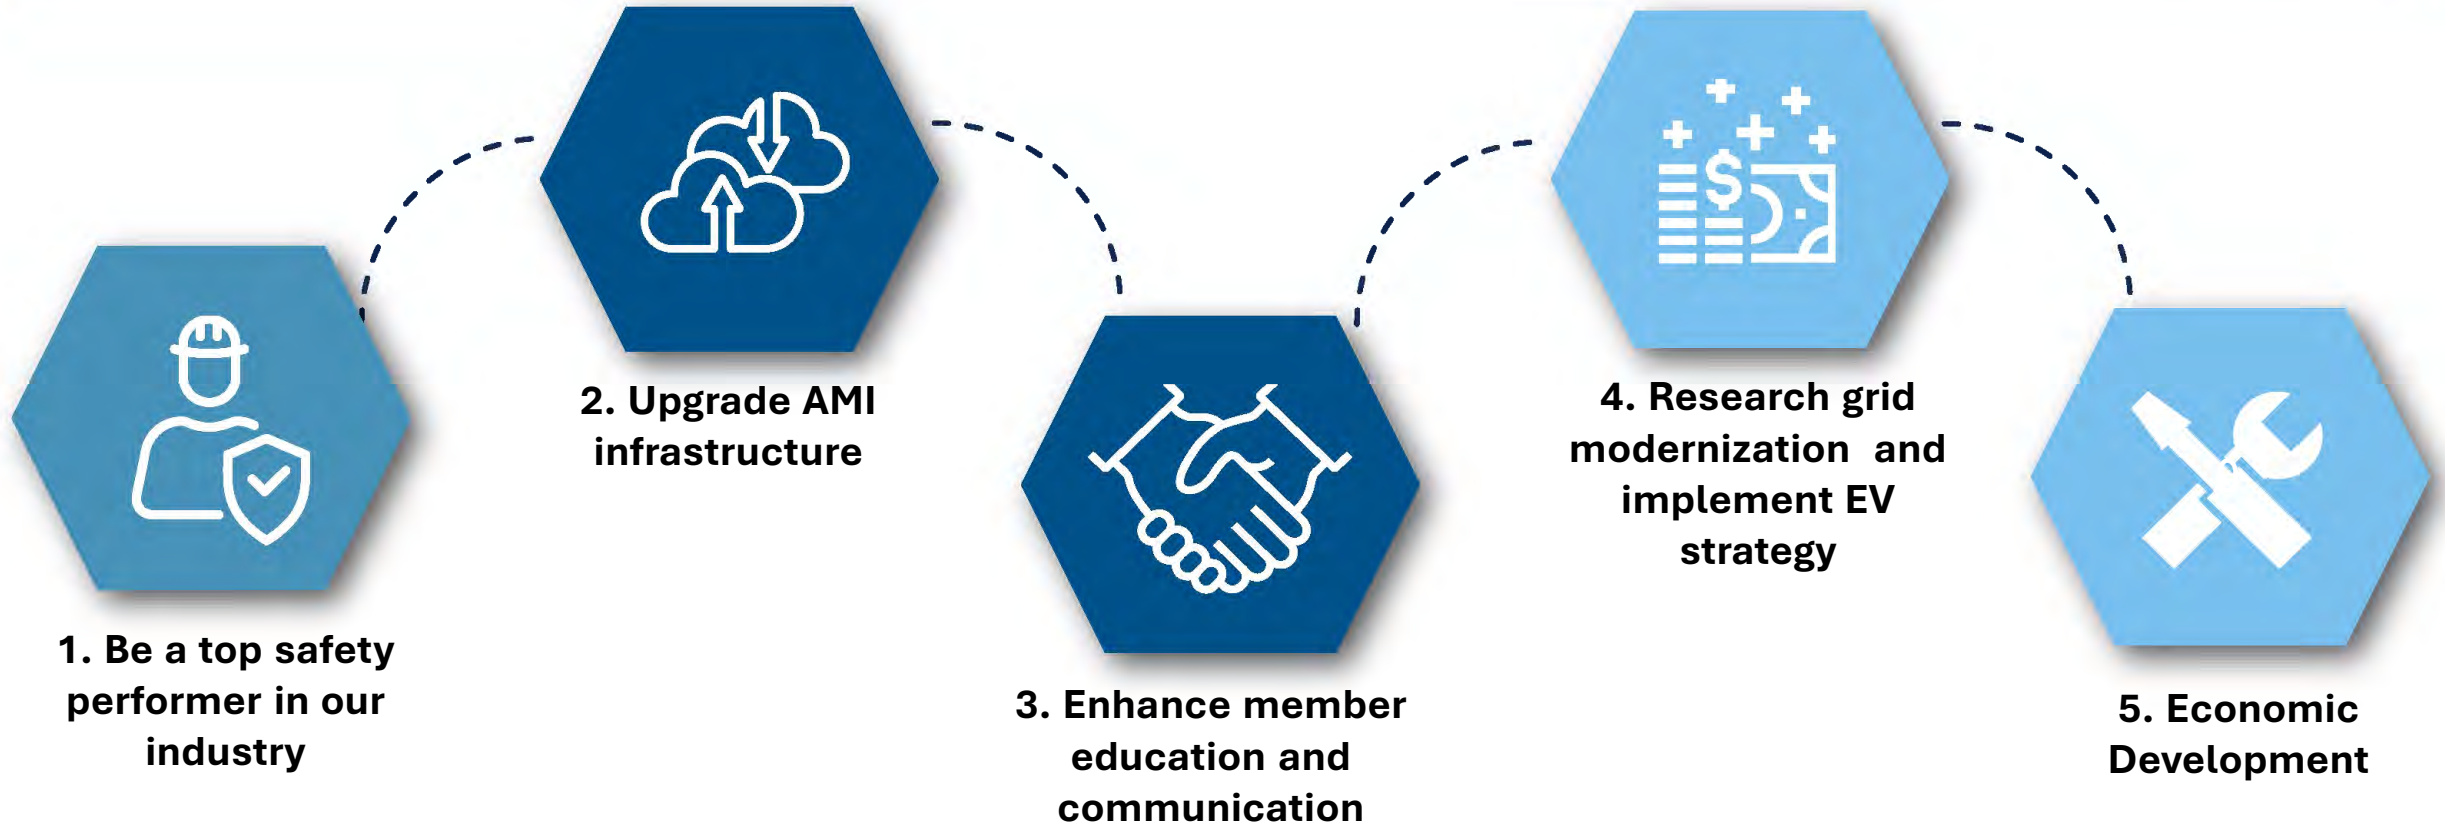 1. Be a top safety
performer in our
industry
2. Upgrade AMI
infrastructure
3. Enhance member
education and
communication
4. Research grid
modernization  and
implement EV
strategy
5. Economic
Development